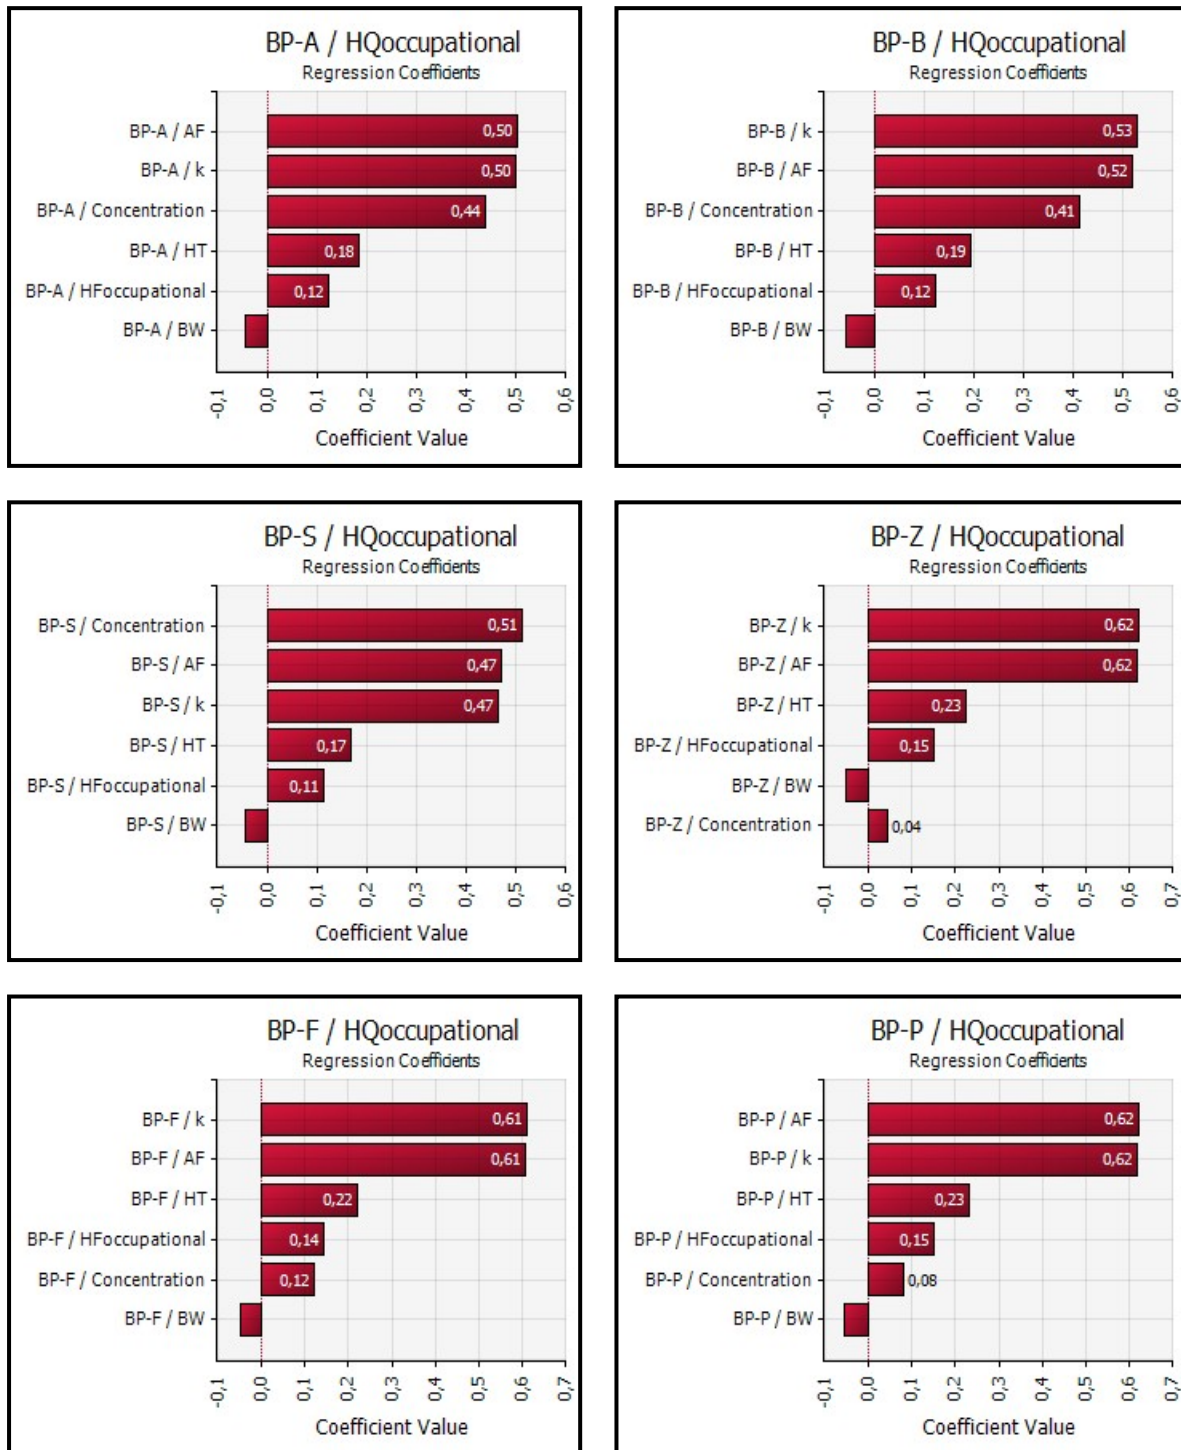 BP-A / HQoccupational
Regression Coefficients
BP-A / AF
0,50
BP-A / k
0,50
BP-A / Concentration
0,44
BP-A / HT
0,18
BP-A / HFoccupational
0,12
BP-A / BW
-0,1
0,0
0,1
0,2
0,3
0,4
0,5
0,6
Coefficient Value
BP-B / HQoccupational
Regression Coefficients
BP-B / k
0,53
BP-B / AF
0,52
BP-B / Concentration
0,41
BP-B / HT
0,19
BP-B / HFoccupational
0,12
BP-B / BW
-0,1
0,0
0,1
0,2
0,3
0,4
0,5
0,6
Coefficient Value
BP-S / HQoccupational
Regression Coefficients
BP-S / Concentration
0,51
BP-S / AF
0,47
BP-S / k
0,47
BP-S / HT
0,17
BP-S / HFoccupational
0,11
BP-S / BW
-0,1
0,0
0,1
0,2
0,3
0,4
0,5
0,6
Coefficient Value
BP-Z / HQoccupational
Regression Coefficients
BP-Z / k
0,62
BP-Z / AF
0,62
BP-Z / HT
0,23
BP-Z / HFoccupational
0,15
BP-Z / BW
BP-Z / Concentration
0,04
-0,1
0,0
0,1
0,2
0,3
0,4
0,5
0,6
0,7
Coefficient Value
BP-F / HQoccupational
Regression Coefficients
BP-F / k
0,61
BP-F / AF
0,61
BP-F / HT
0,22
BP-F / HFoccupational
0,14
BP-F / Concentration
0,12
BP-F / BW
-0,1
0,0
0,1
0,2
0,3
0,4
0,5
0,6
0,7
Coefficient Value
BP-P / HQoccupational
Regression Coefficients
BP-P / AF
0,62
BP-P / k
0,62
BP-P / HT
0,23
BP-P / HFoccupational
0,15
BP-P / Concentration
0,08
BP-P / BW
-0,1
0,0
0,1
0,2
0,3
0,4
0,5
0,6
0,7
Coefficient Value